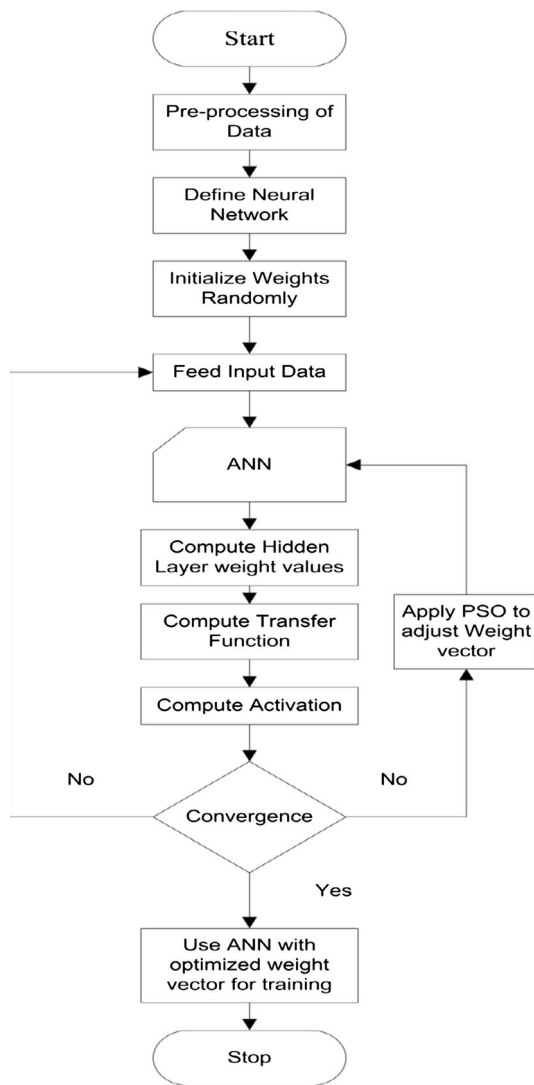 Start
Pre-processing of
Data
Define Neural
Network
Initialize Weights
Randomly
Feed Input Data
ANN
Compute Hidden
Layer weight values
Compute Transfer
Function
Apply PSO to
adjust Weight
vector
Compute Activation
No
No
Convergence
Yes
Use ANN with
optimized weight
vector for training
Stop